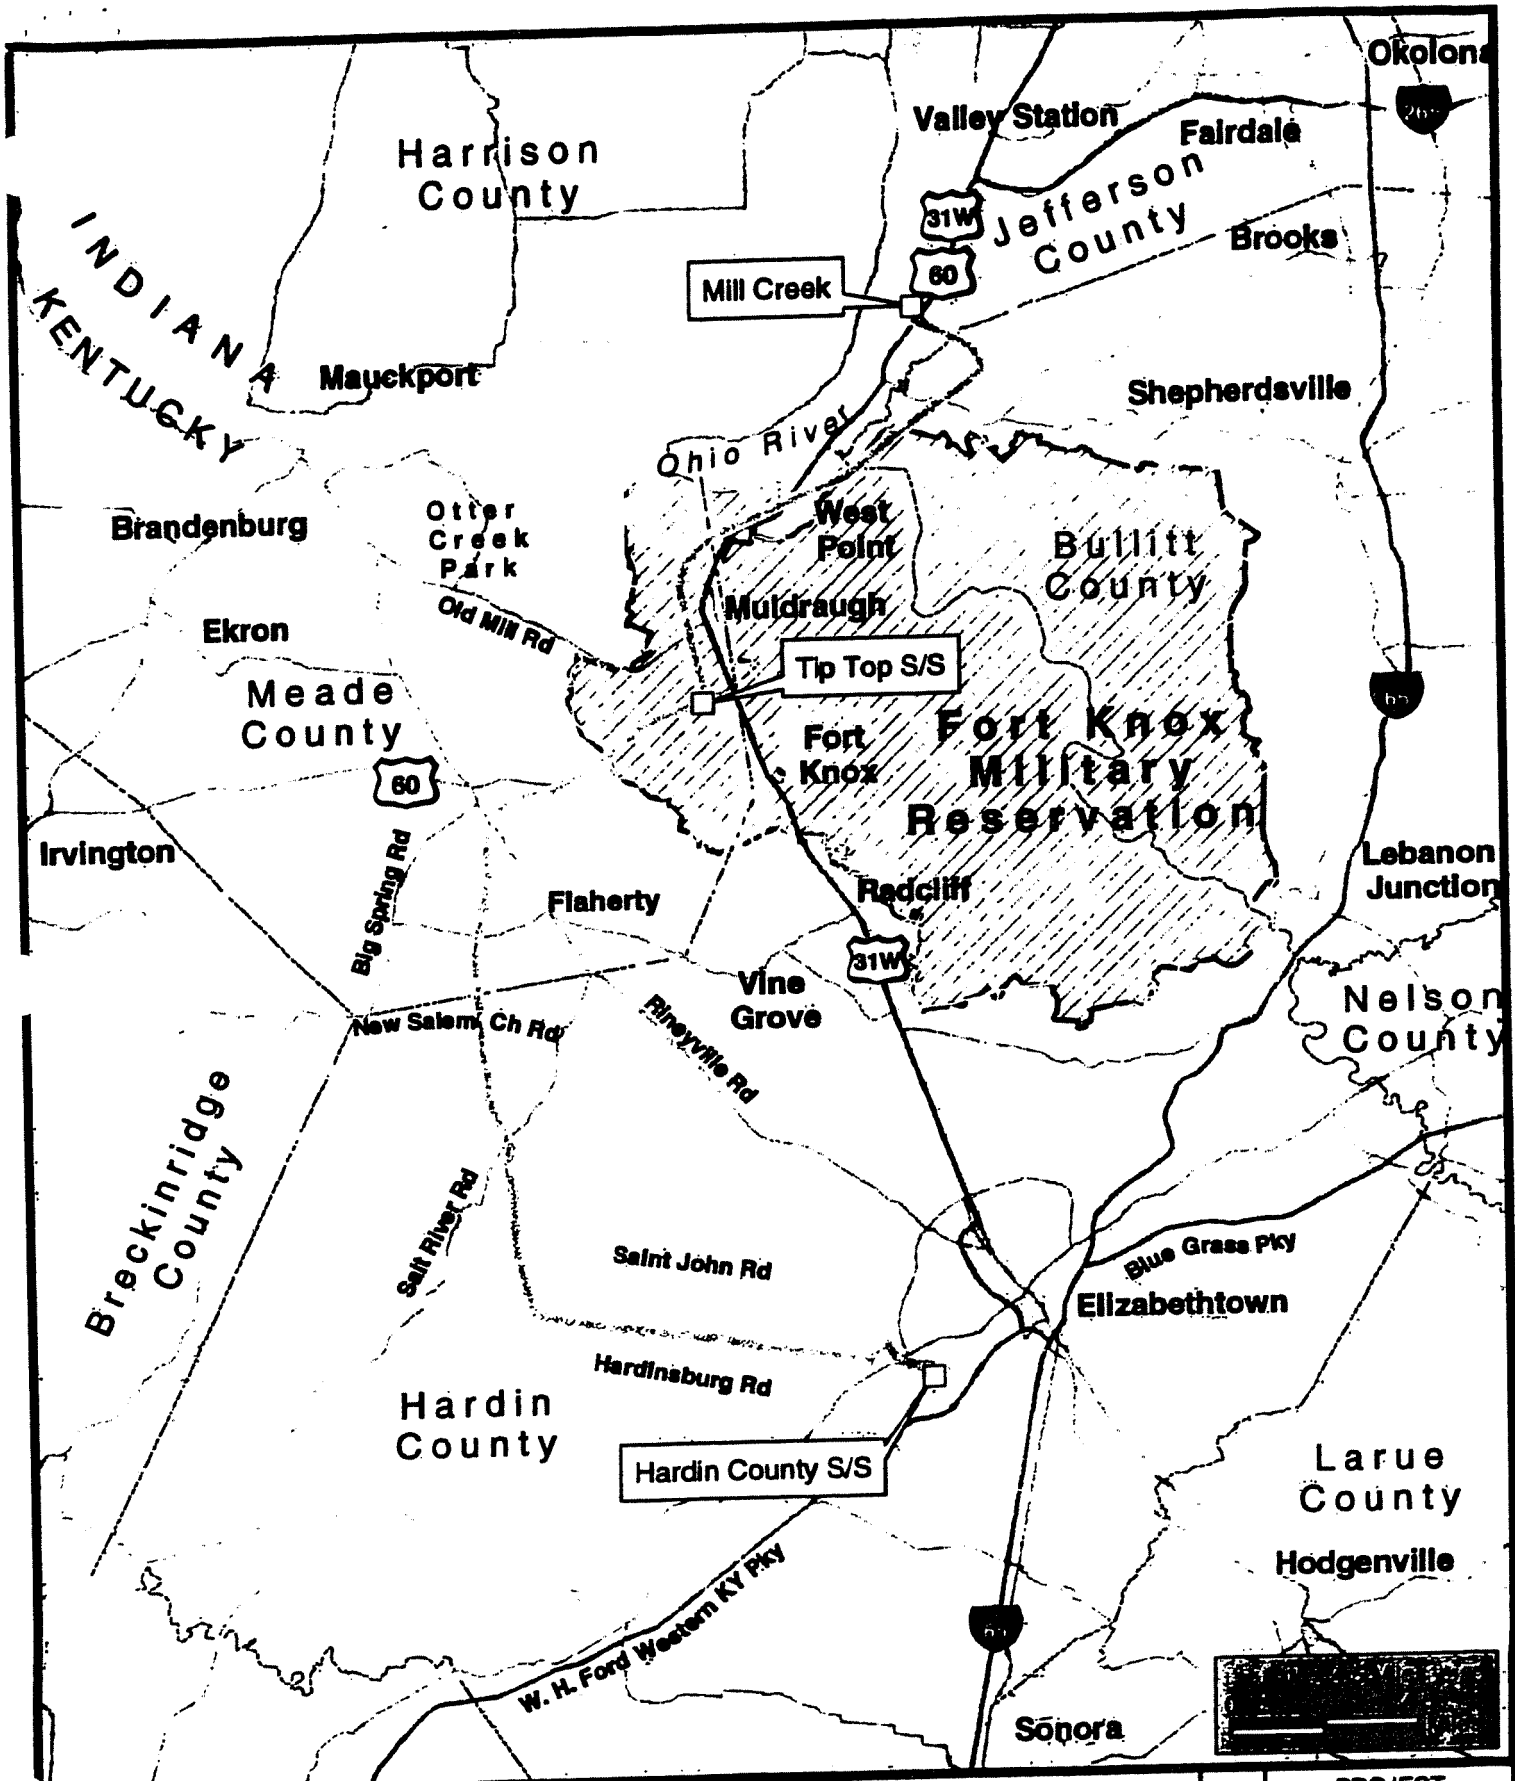 Okolona
Valley Station
Fairdale
Harrison
County
31W
Jefferson
County
Brooks
60
Mill Creek
INDIANA
KENTUCKY
Mauckport
Shepherdsville
Ohio River
Brandenburg
Otter
Creek
Park
West
Point
Bullitt
County
Old Mill Rd
Muldraugh
Ekron
Tip Top S/S
Meade
County
65
Fort
Knox
Fort Knox
Military
Reservation
60
Irvington
Big Spring Rd
Lebanon
Junction
Flaherty
Radcliff
31W
Vine
Grove
Nelson
County
New Salem Ch Rd
Rineyville Rd
Breckinridge
County
Salt River Rd
Saint John Rd
Blue Grass Pky
Elizabethtown
Hardinsburg Rd
Hardin
County
Hardin County S/S
Larue
County
Hodgenville
W. H. Ford Western KY Pky
65
Sonora